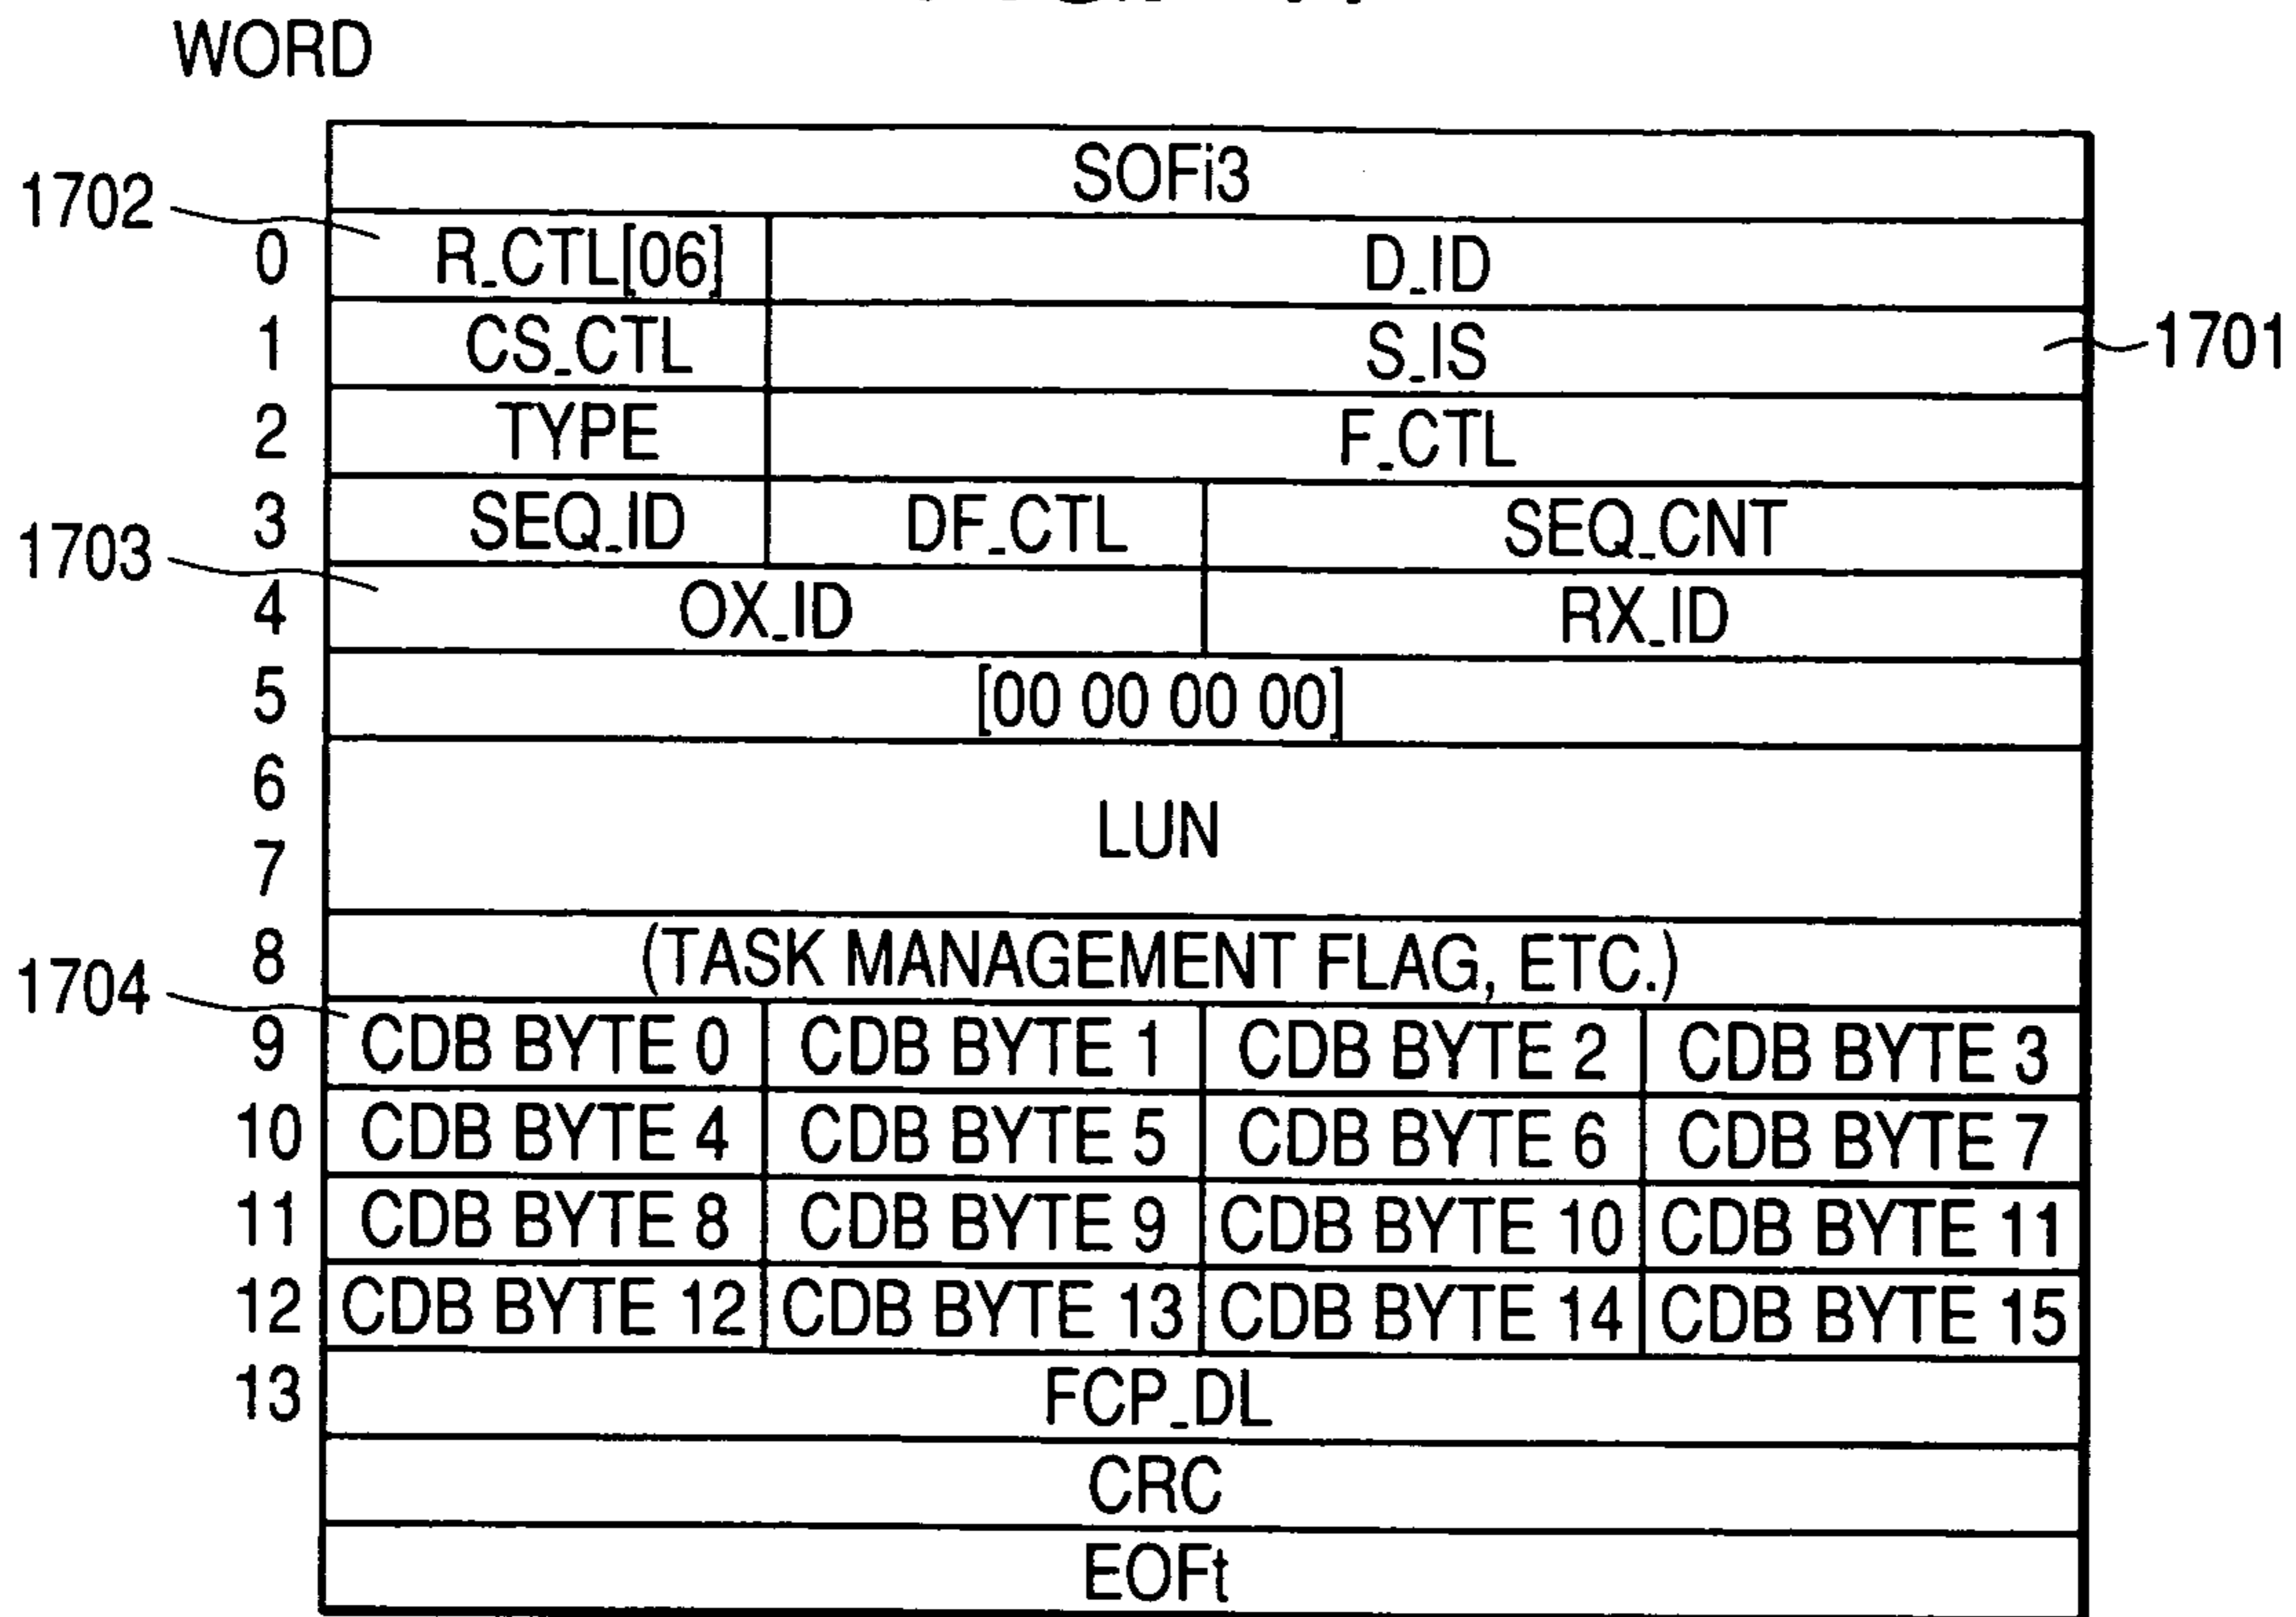 WORD
SOFi3
1702
0 R_CTL[06] D_ID
1 CS_CTL S_IS 1701
2 TYPE F_CTL
3 SEQ_ID DF_CTL SEQ_CNT
1703
4 OX_ID RX_ID
5 [00 00 00 00]
6
LUN
7
8 (TASK MANAGEMENT FLAG, ETC.)
1704
9 CDB BYTE 0 CDB BYTE 1 CDB BYTE 2 CDB BYTE 3
10 CDB BYTE 4 CDB BYTE 5 CDB BYTE 6 CDB BYTE 7
11 CDB BYTE 8 CDB BYTE 9 CDB BYTE 10 CDB BYTE 11
12 CDB BYTE 12 CDB BYTE 13 CDB BYTE 14 CDB BYTE 15
13 FCP_DL
CRC
EOFt